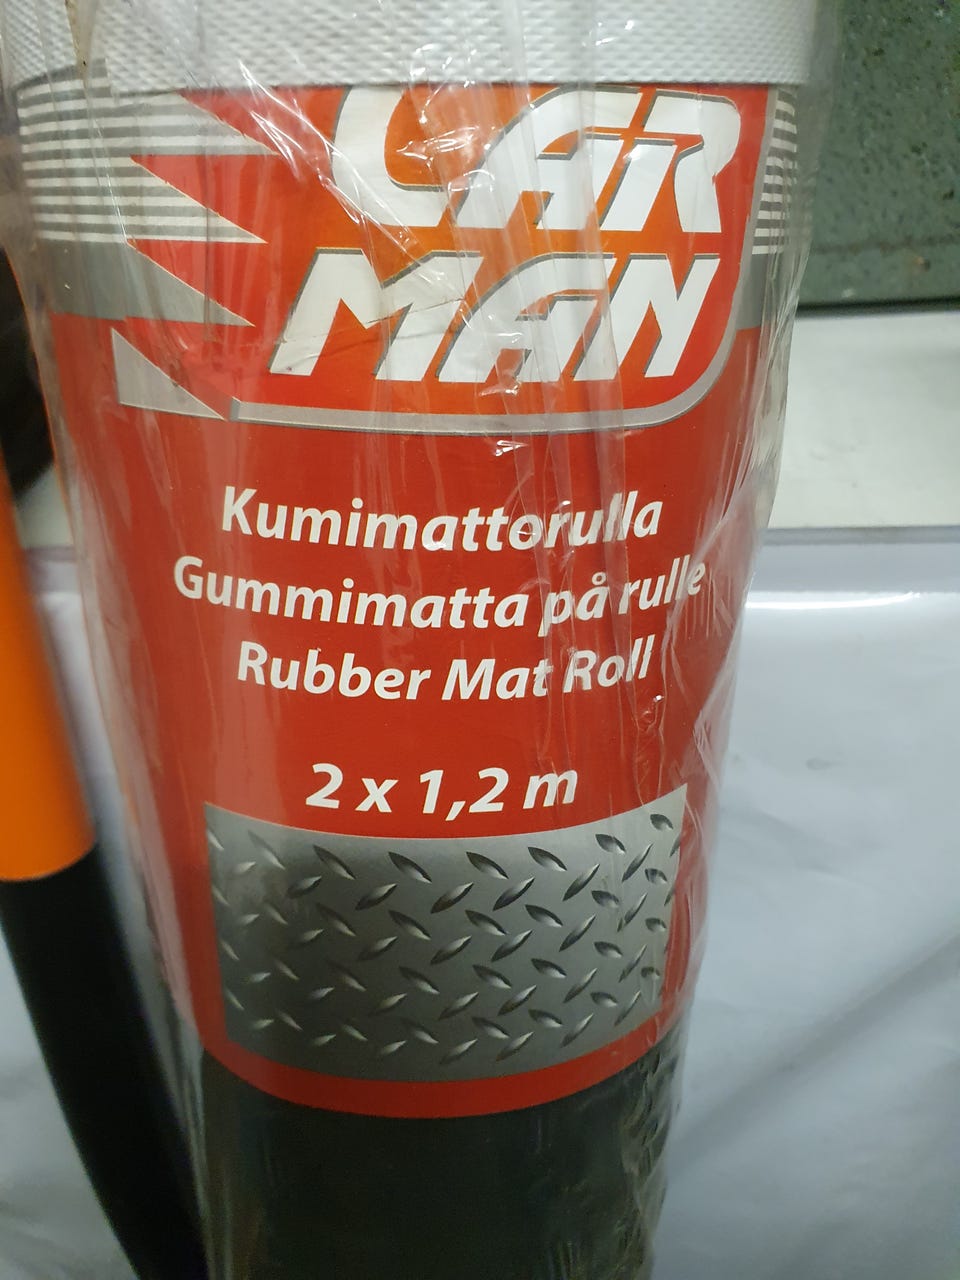 CAR
MAN
Kumimattorulla
Gummimatta på rulle
Rubber Mat Roll
2 x 1,2 m